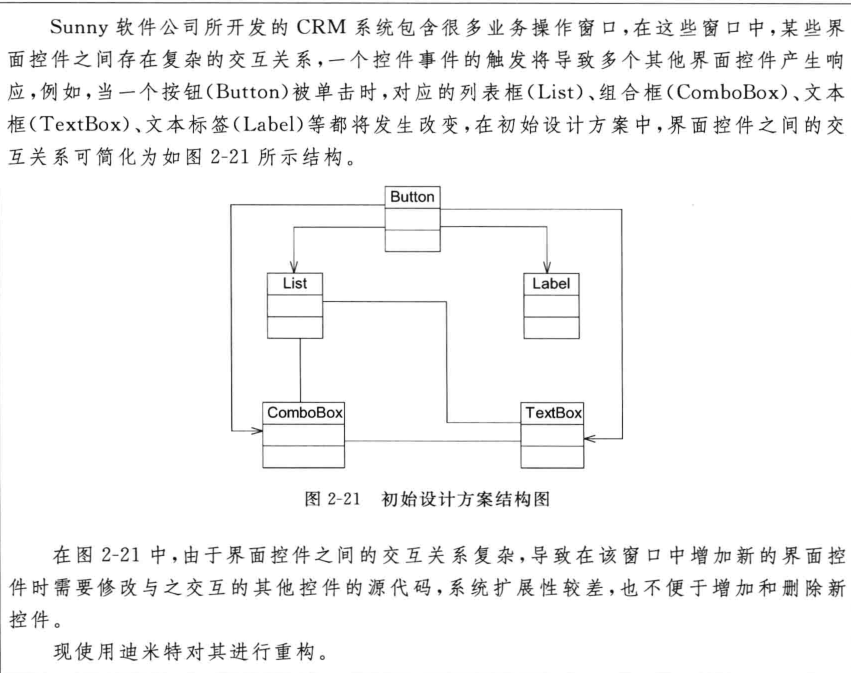 Sunny 软件公司所开发的 CRM 系统包含很多业务操作窗口,在这些窗口中,某些界
面控件之间存在复杂的交互关系,一个控件事件的触发将导致多个其他界面控件产生响
应,例如,当一个按钮(Button)被单击时,对应的列表框(List)、组合框(ComboBox)、文本
框(TextBox)、文本标签(Label)等都将发生改变,在初始设计方案中,界面控件之间的交
互关系可简化为如图 2-21 所示结构。
Button
List
Label
ComboBox
TextBox
图 2-21 初始设计方案结构图
在图 2-21 中,由于界面控件之间的交互关系复杂,导致在该窗口中增加新的界面控
件时需要修改与之交互的其他控件的源代码,系统扩展性较差,也不便于增加和删除新
控件。
现使用迪米特对其进行重构。